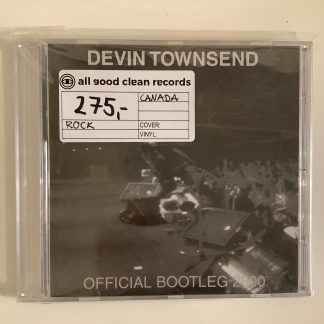 DEVIN TOWNSEND
all good clean records
275,-
CANADA
ROCK
COVER:
VINYL:
OFFICIAL BOOTLEG 2000